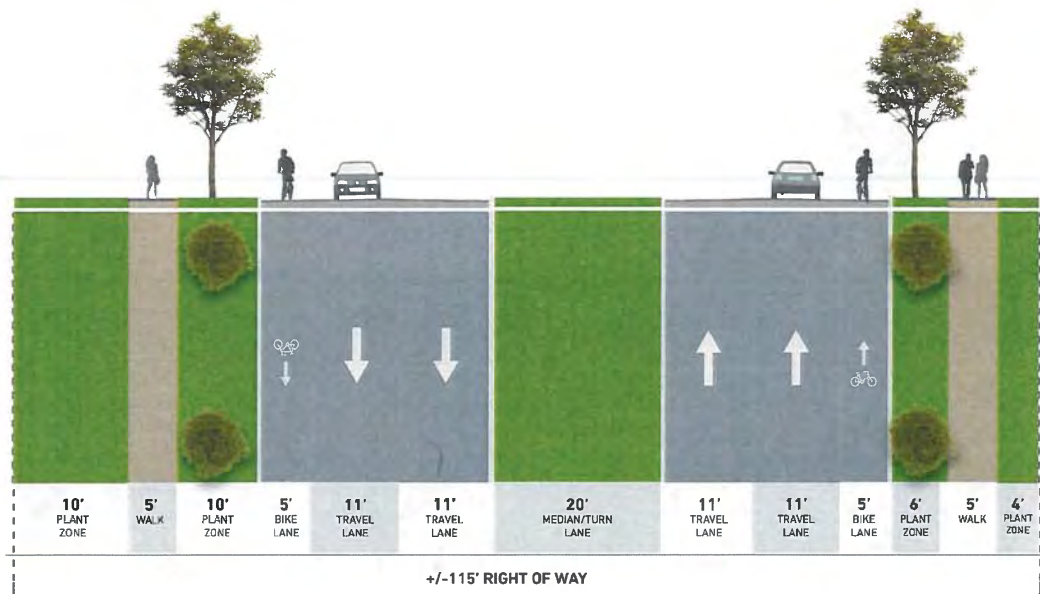 10' 5' 10' 5' 11' 11' 20' 11' 11' 5' 6' 5' 4'
PLANT ZONE WALK PLANT ZONE BIKE LANE TRAVEL LANE TRAVEL LANE MEDIAN/TURN LANE TRAVEL LANE TRAVEL LANE BIKE LANE PLANT ZONE WALK PLANT ZONE
+/-115' RIGHT OF WAY